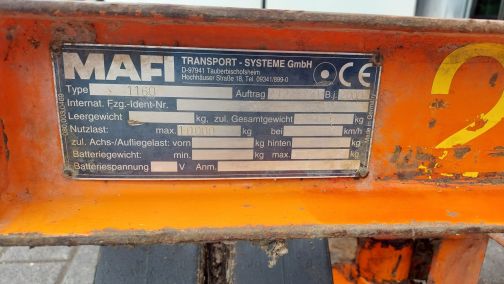 MAFI TRANSPORT - SYSTEME GmbH
D-97941 Tauberbischofsheim
Hochhäuser Straße 18, Tel. 09341/899-0
Type 1160 Auftrag B.j.
Internat. Fzg.-Ident-Nr.
Leergewicht kg, zul. Gesamtgewicht kg
Nutzlast: max. 10000 kg bei km/h
zul. Achs-/Aufliegelast: vorn kg hinten kg
Batteriegewicht: min. kg max. kg
Batteriespannung V Anm.
CE
2